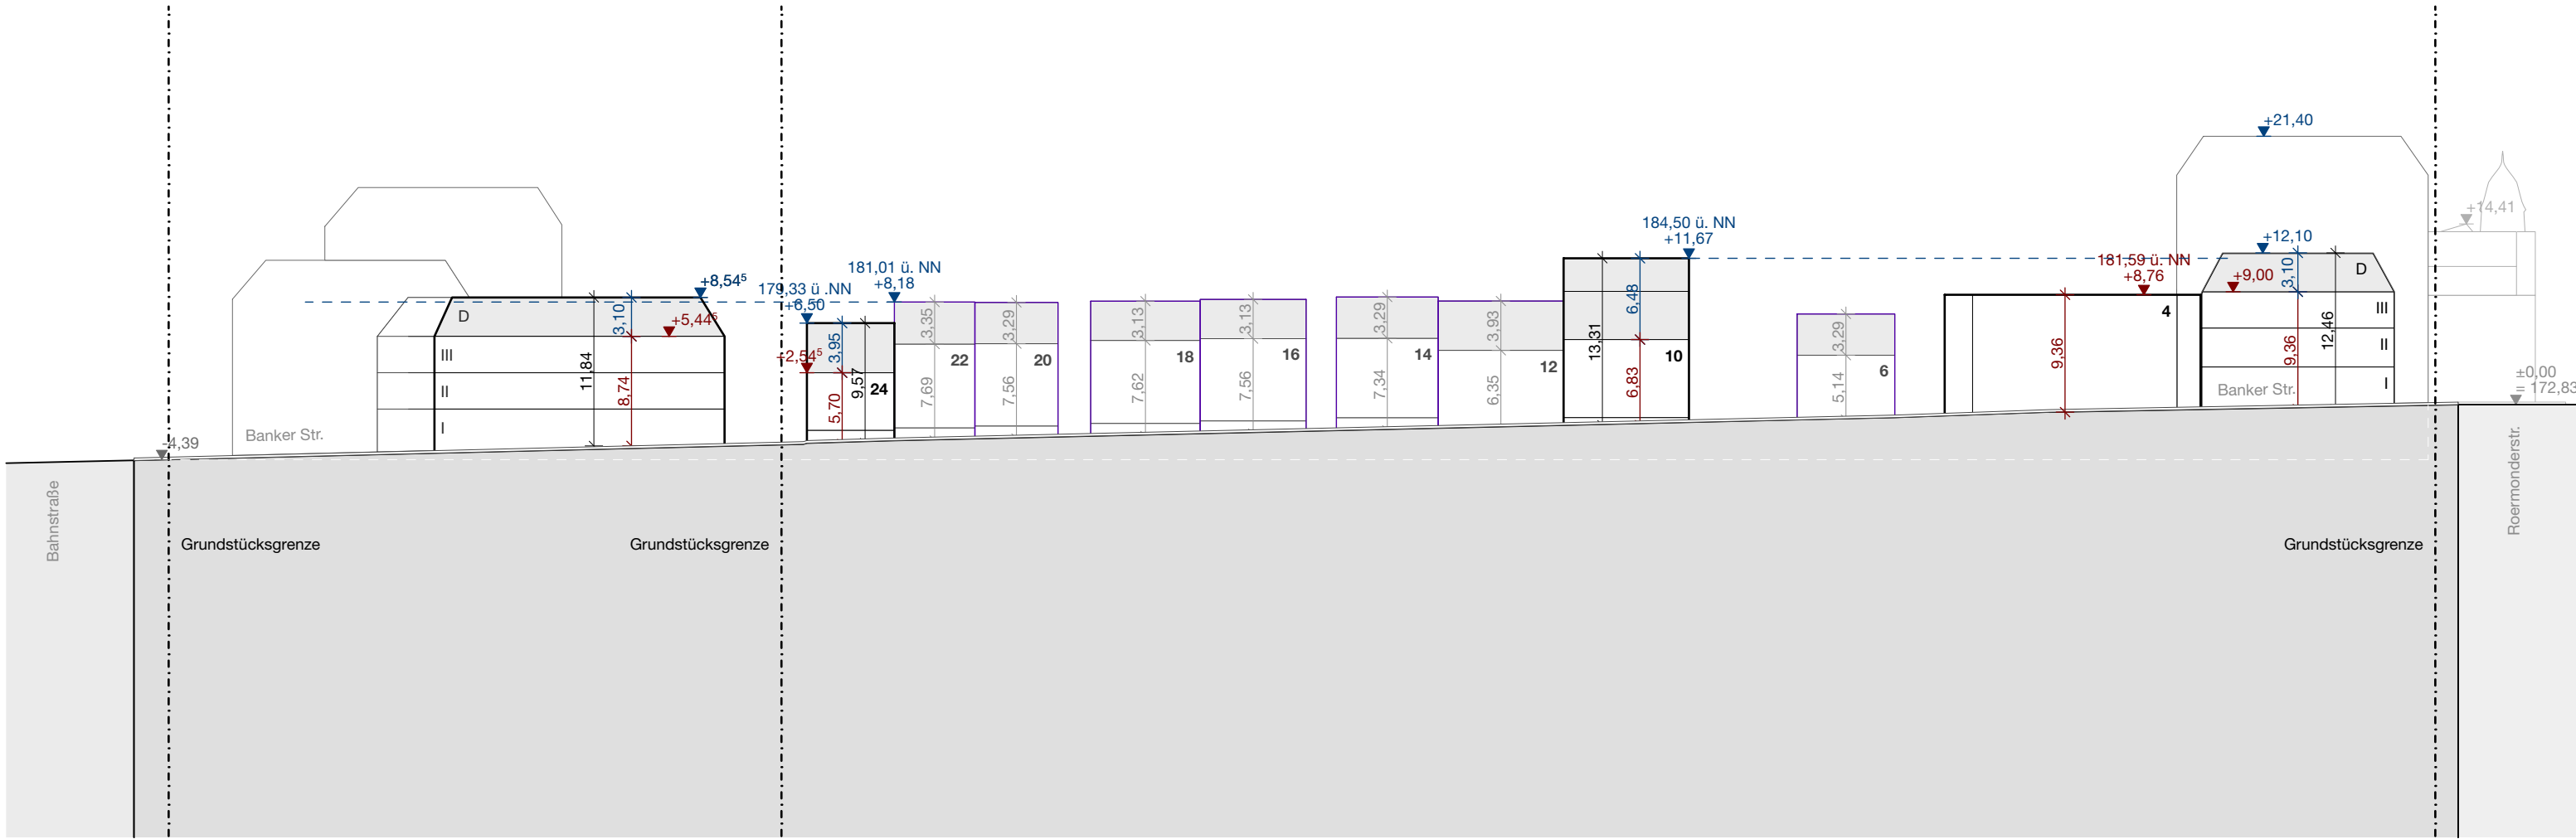 +21,40
+14,41
184,50 ü. NN
+11,67
+12,10
181,59 ü. NN
+8,76
+9,00
3,10
D
181,01 ü. NN
+8,18
+8,54⁵
179,33 ü .NN
+6,50
D
3,10
+5,44⁵
+2,54⁵
3,95
3,35
3,29
3,13
3,13
3,29
3,93
6,48
3,29
4
III
II
I
9,36
12,46
9,36
Banker Str.
±0,00
= 172,83
III
II
I
11,84
8,74
5,70
9,57
24
22
7,69
20
7,56
18
7,62
16
7,56
14
7,34
12
6,35
13,31
10
6,83
6
5,14
Banker Str.
-4,39
Bahnstraße
Roermonderstr.
Grundstücksgrenze
Grundstücksgrenze
Grundstücksgrenze